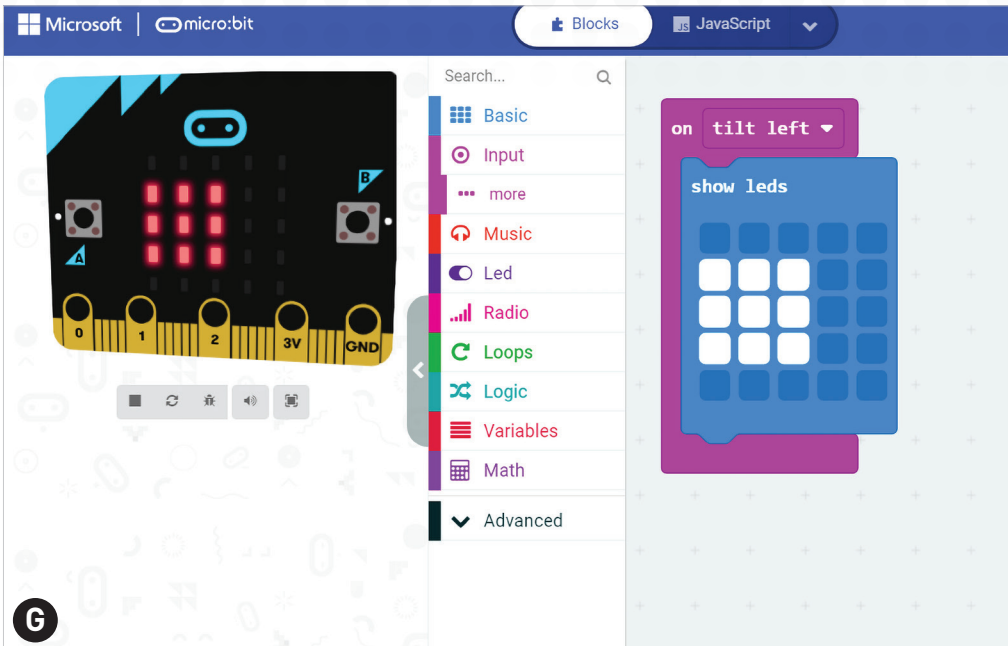 Microsoft | micro:bit
Blocks
JS JavaScript
Search...
Basic
Input
more
Music
Led
Radio
Loops
Logic
Variables
Math
Advanced
A
B
0 1 2 3V GND
on tilt left
show leds
G